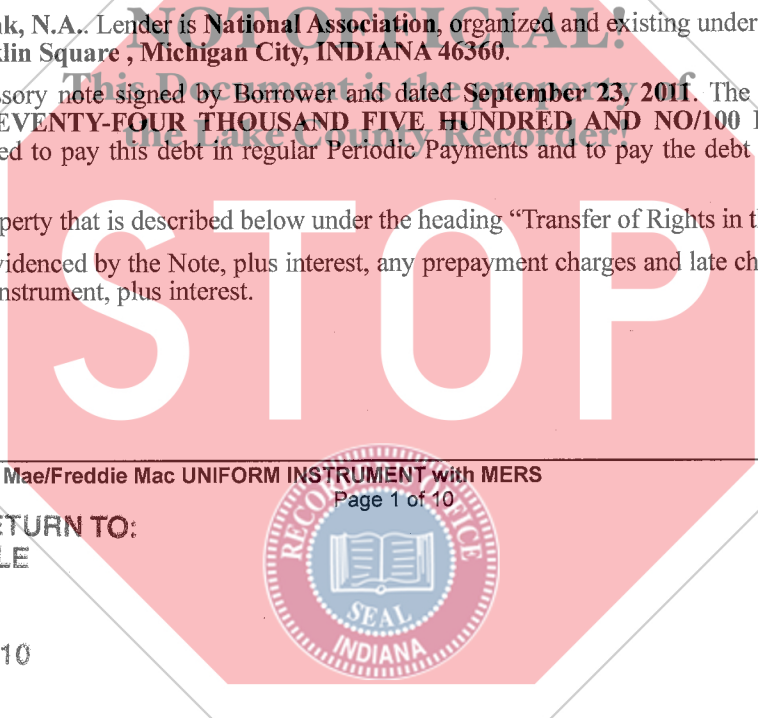 NOT OFFICIAL!
nk, N.A.. Lender is National Association, organized and existing under
klin Square , Michigan City, INDIANA 46360.
This Document is the property of
ssory note signed by Borrower and dated September 23, 2011. The
EVENTY-FOUR THOUSAND FIVE HUNDRED AND NO/100
the Lake County Recorder!
ed to pay this debt in regular Periodic Payments and to pay the debt
perty that is described below under the heading “Transfer of Rights in t
videnced by the Note, plus interest, any prepayment charges and late ch
nstrument, plus interest.
STOP
Mae/Freddie Mac UNIFORM INSTRUMENT with MERS
Page 1 of 10
RECORDER'S OFFICE
SEAL
INDIANA
ETURN TO:
LE
10